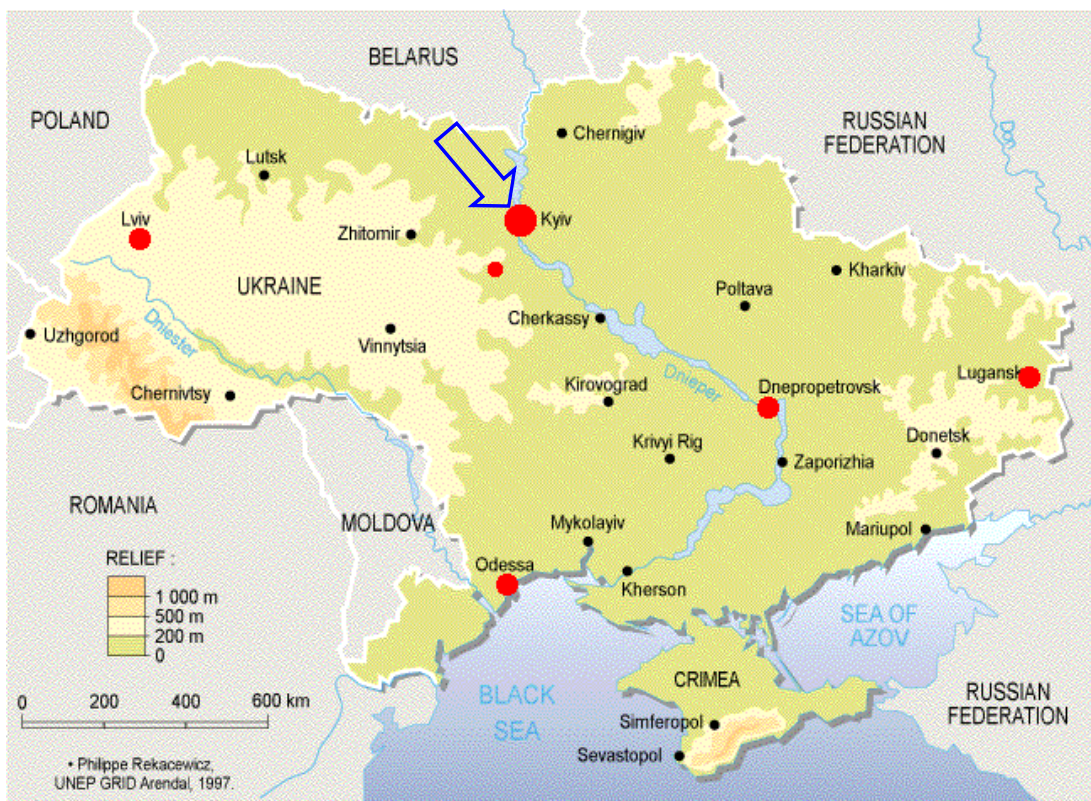 BELARUS
POLAND
RUSSIAN
FEDERATION
Chernigiv
Lutsk
Lviv
Zhitomir
Kyiv
Kharkiv
UKRAINE
Poltava
Cherkassy
Uzhgorod
Dniester
Vinnytsia
Dnieper
Lugansk
Chernivtsy
Kirovograd
Dnepropetrovsk
Krivyi Rig
Donetsk
Zaporizhia
ROMANIA
MOLDOVA
Mykolayiv
Mariupol
RELIEF :
1 000 m
500 m
200 m
0
Odessa
Kherson
SEA OF
AZOV
CRIMEA
BLACK
SEA
RUSSIAN
FEDERATION
0 200 400 600 km
Simferopol
Sevastopol
• Philippe Rekacewicz,
UNEP GRID Arendal, 1997.
Don